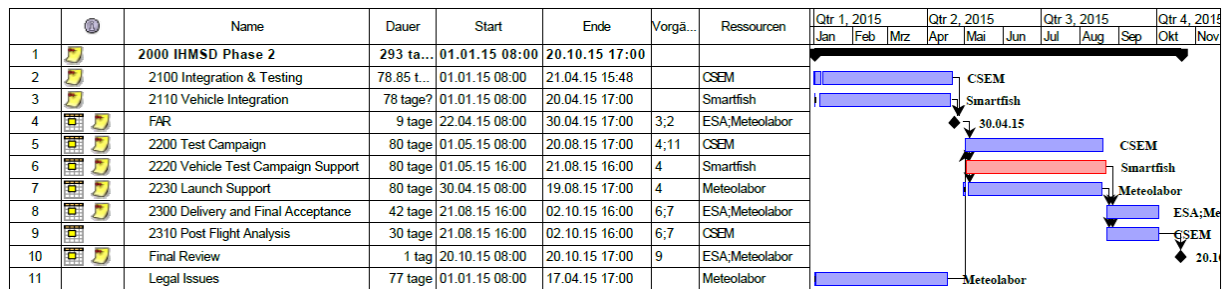 Name Dauer Start Ende Vorgä... Ressourcen Qtr 1, 2015 Qtr 2, 2015 Qtr 3, 2015 Qtr 4, 2015
Jan Feb Mrz Apr Mai Jun Jul Aug Sep Okt Nov
1 2000 IHMSD Phase 2 293 ta... 01.01.15 08:00 20.10.15 17:00
2 2100 Integration & Testing 78.85 t... 01.01.15 08:00 21.04.15 15:48 CSEM CSEM
3 2110 Vehicle Integration 78 tage? 01.01.15 08:00 20.04.15 17:00 Smartfish Smartfish
4 FAR 9 tage 22.04.15 08:00 30.04.15 17:00 3;2 ESA;Meteolabor 30.04.15
5 2200 Test Campaign 80 tage 01.05.15 08:00 20.08.15 17:00 4;11 CSEM CSEM
6 2220 Vehicle Test Campaign Support 80 tage 01.05.15 16:00 21.08.15 16:00 4 Smartfish Smartfish
7 2230 Launch Support 80 tage 30.04.15 08:00 19.08.15 17:00 4 Meteolabor Meteolabor
8 2300 Delivery and Final Acceptance 42 tage 21.08.15 16:00 02.10.15 16:00 6;7 ESA;Meteolabor ESA;Me
9 2310 Post Flight Analysis 30 tage 21.08.15 16:00 02.10.15 16:00 6;7 CSEM CSEM
10 Final Review 1 tag 20.10.15 08:00 20.10.15 17:00 9 ESA;Meteolabor 20.10
11 Legal Issues 77 tage 01.01.15 08:00 17.04.15 17:00 Meteolabor Meteolabor